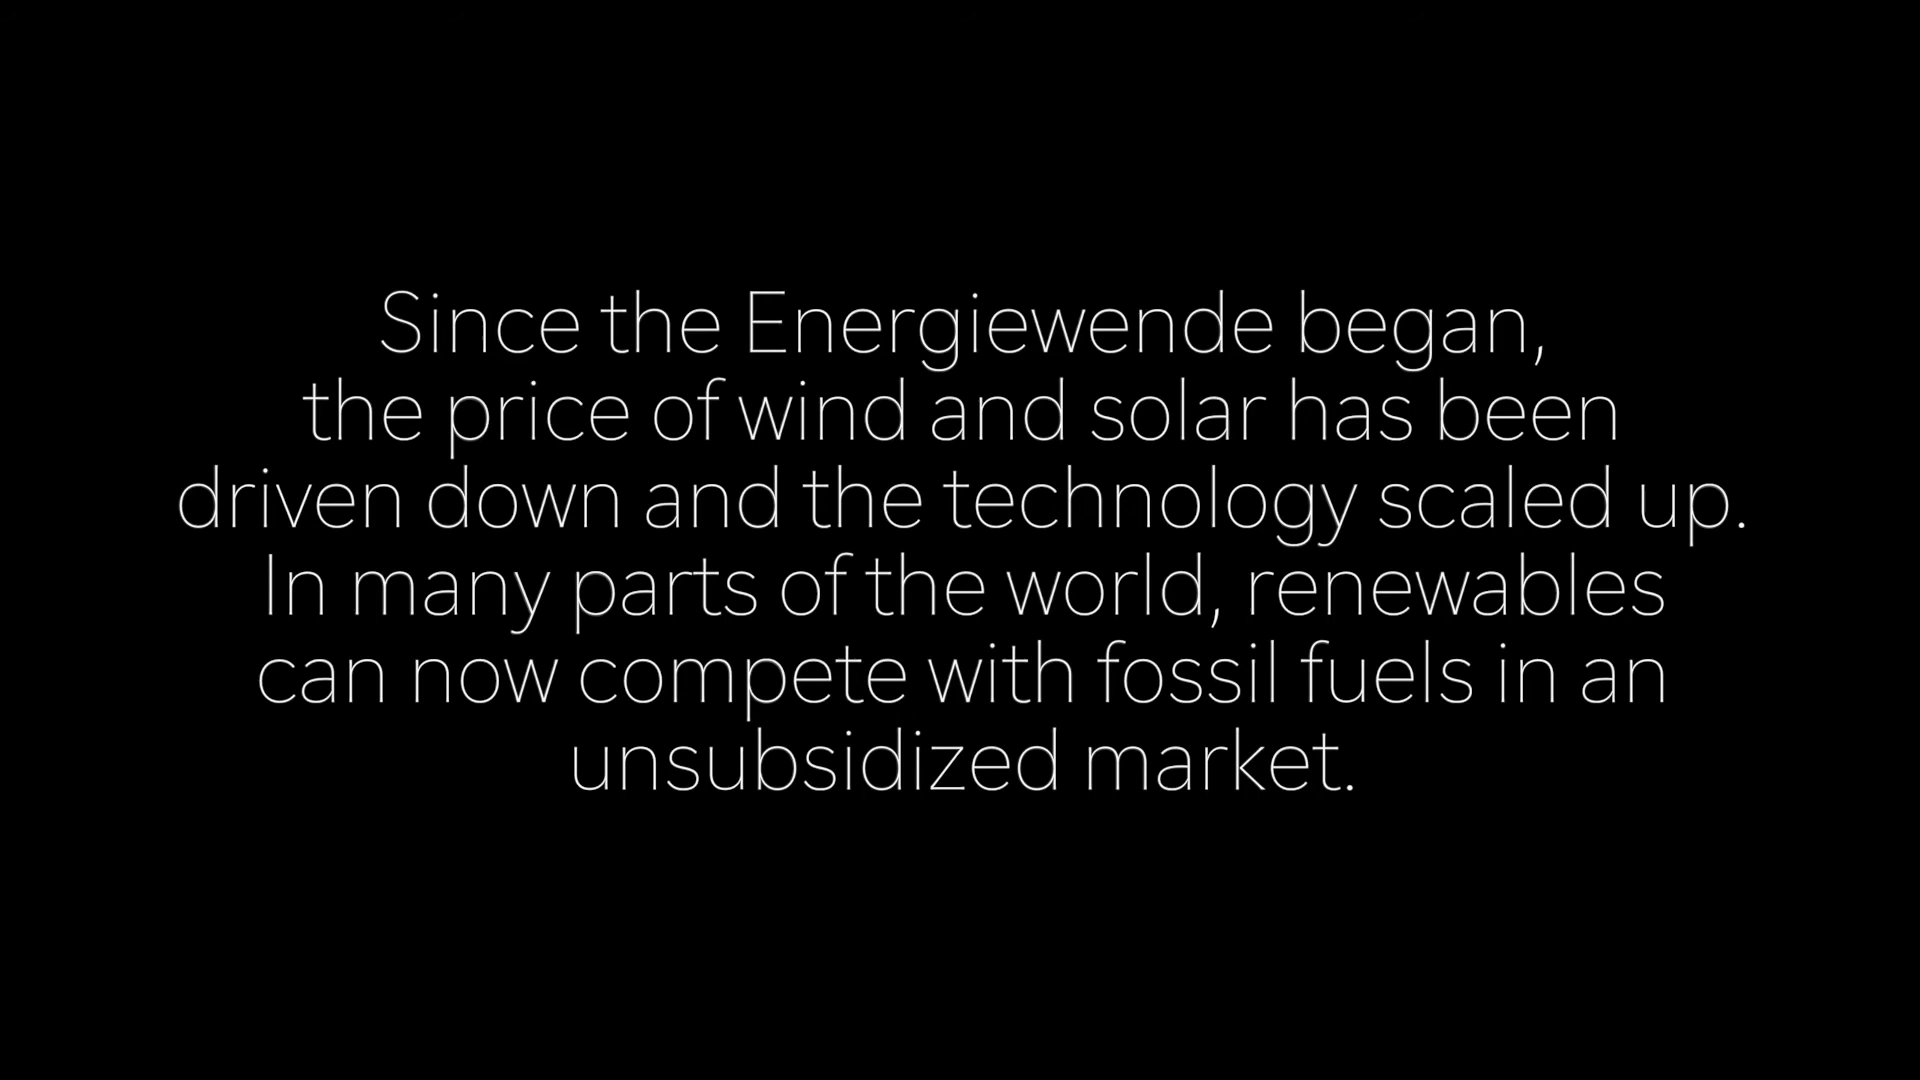 Since the Energiewende began,
the price of wind and solar has been
driven down and the technology scaled up.
In many parts of the world, renewables
can now compete with fossil fuels in an
unsubsidized market.